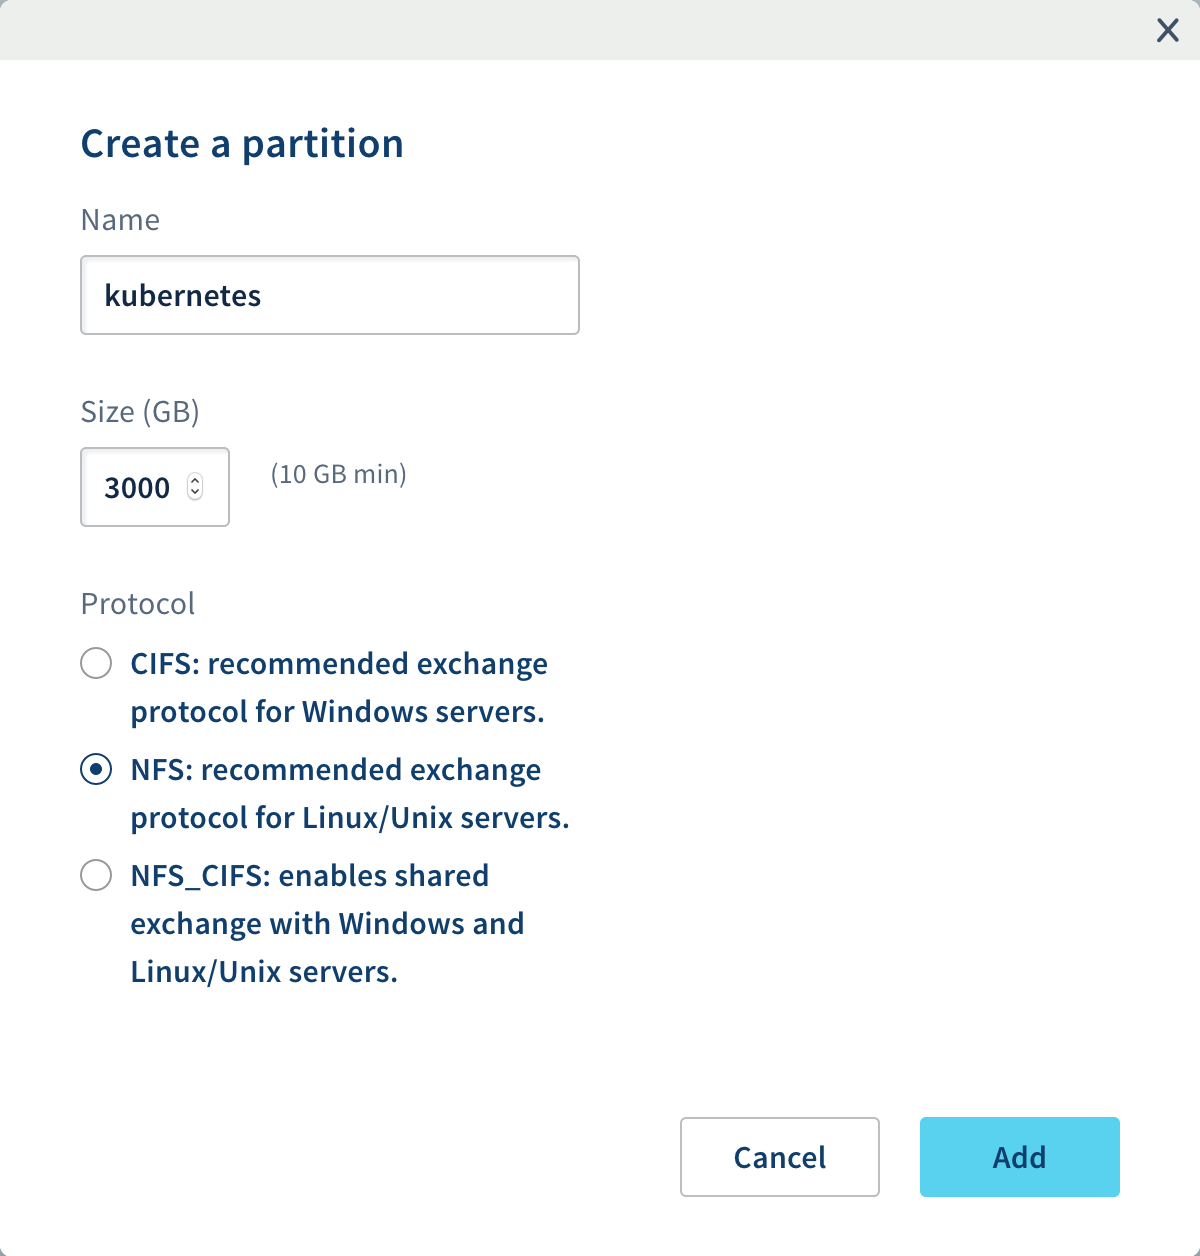 Create a partition
Name
kubernetes
Size (GB)
3000
(10 GB min)
Protocol
CIFS: recommended exchange
protocol for Windows servers.
NFS: recommended exchange
protocol for Linux/Unix servers.
NFS_CIFS: enables shared
exchange with Windows and
Linux/Unix servers.
Cancel
Add